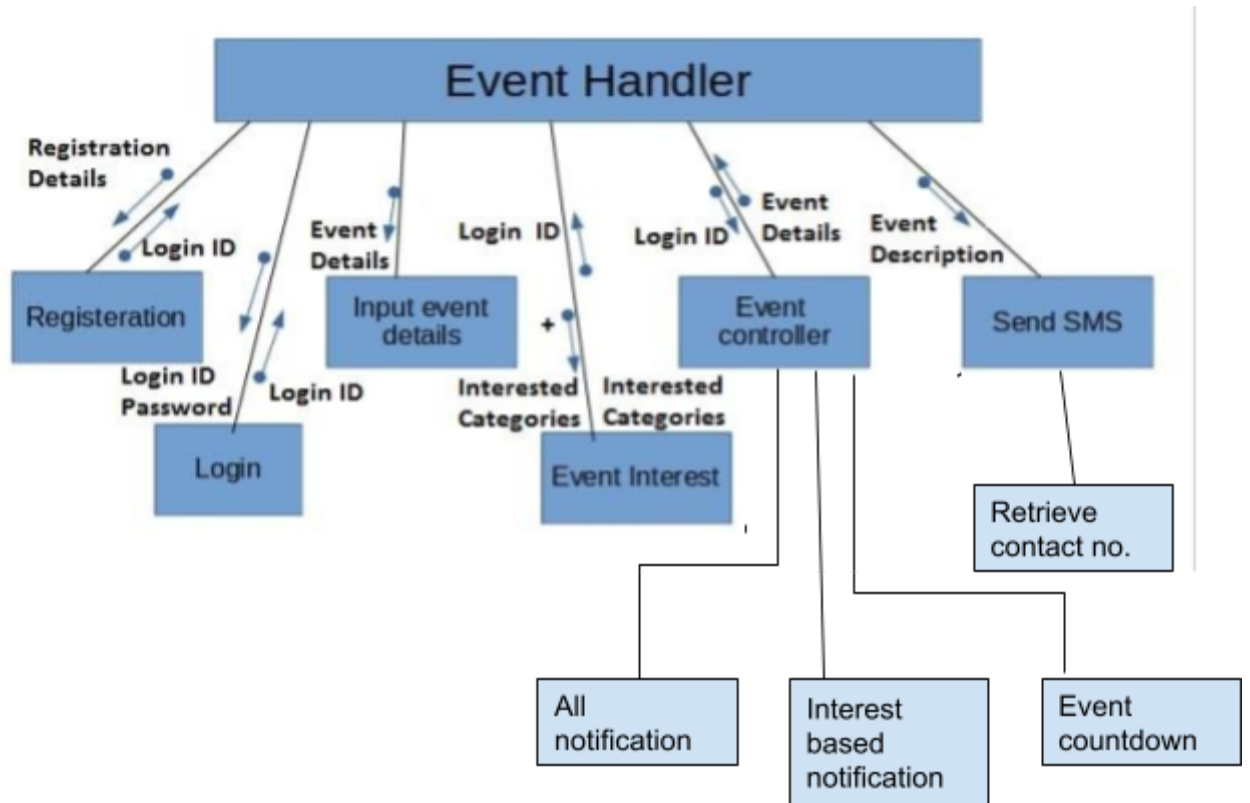 Event Handler
Registration
Details
Login ID
Event
Details
Login ID
Login ID
Event
Details
Event
Description
Registeration
Input event
details
Event
controller
Send SMS
+
Login ID
Password
Login ID
Interested
Categories
Interested
Categories
Login
Event Interest
Retrieve
contact no.
All
notification
Interest
based
notification
Event
countdown